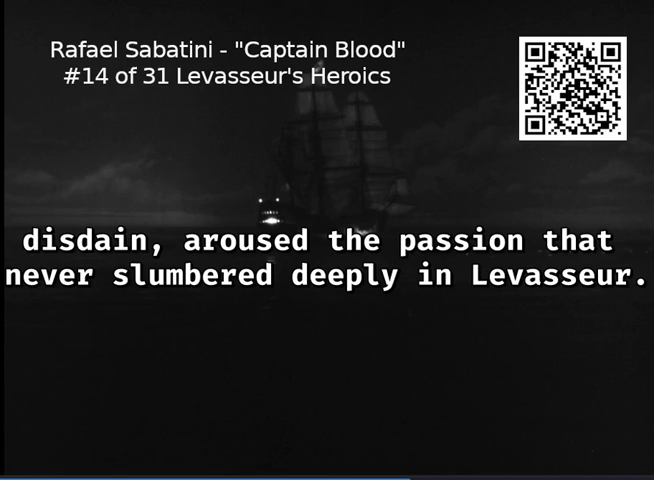 Rafael Sabatini - "Captain Blood"
#14 of 31 Levasseur's Heroics
disdain, aroused the passion that
never slumbered deeply in Levasseur.